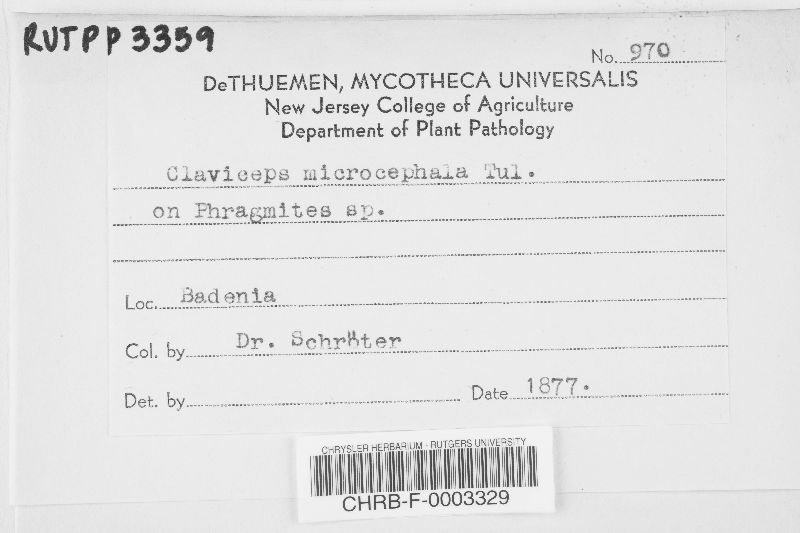 RUTPP 3359
No. 970
DeTHUEMEN, MYCOTHECA UNIVERSALIS
New Jersey College of Agriculture
Department of Plant Pathology
Claviceps microcephala Tul.
on Phragmites sp.
Loc. Badenia
Col. by Dr. Schröter
Det. by
Date 1877.
CHRYSLER HERBARIUM - RUTGERS UNIVERSITY
CHRB-F-0003329